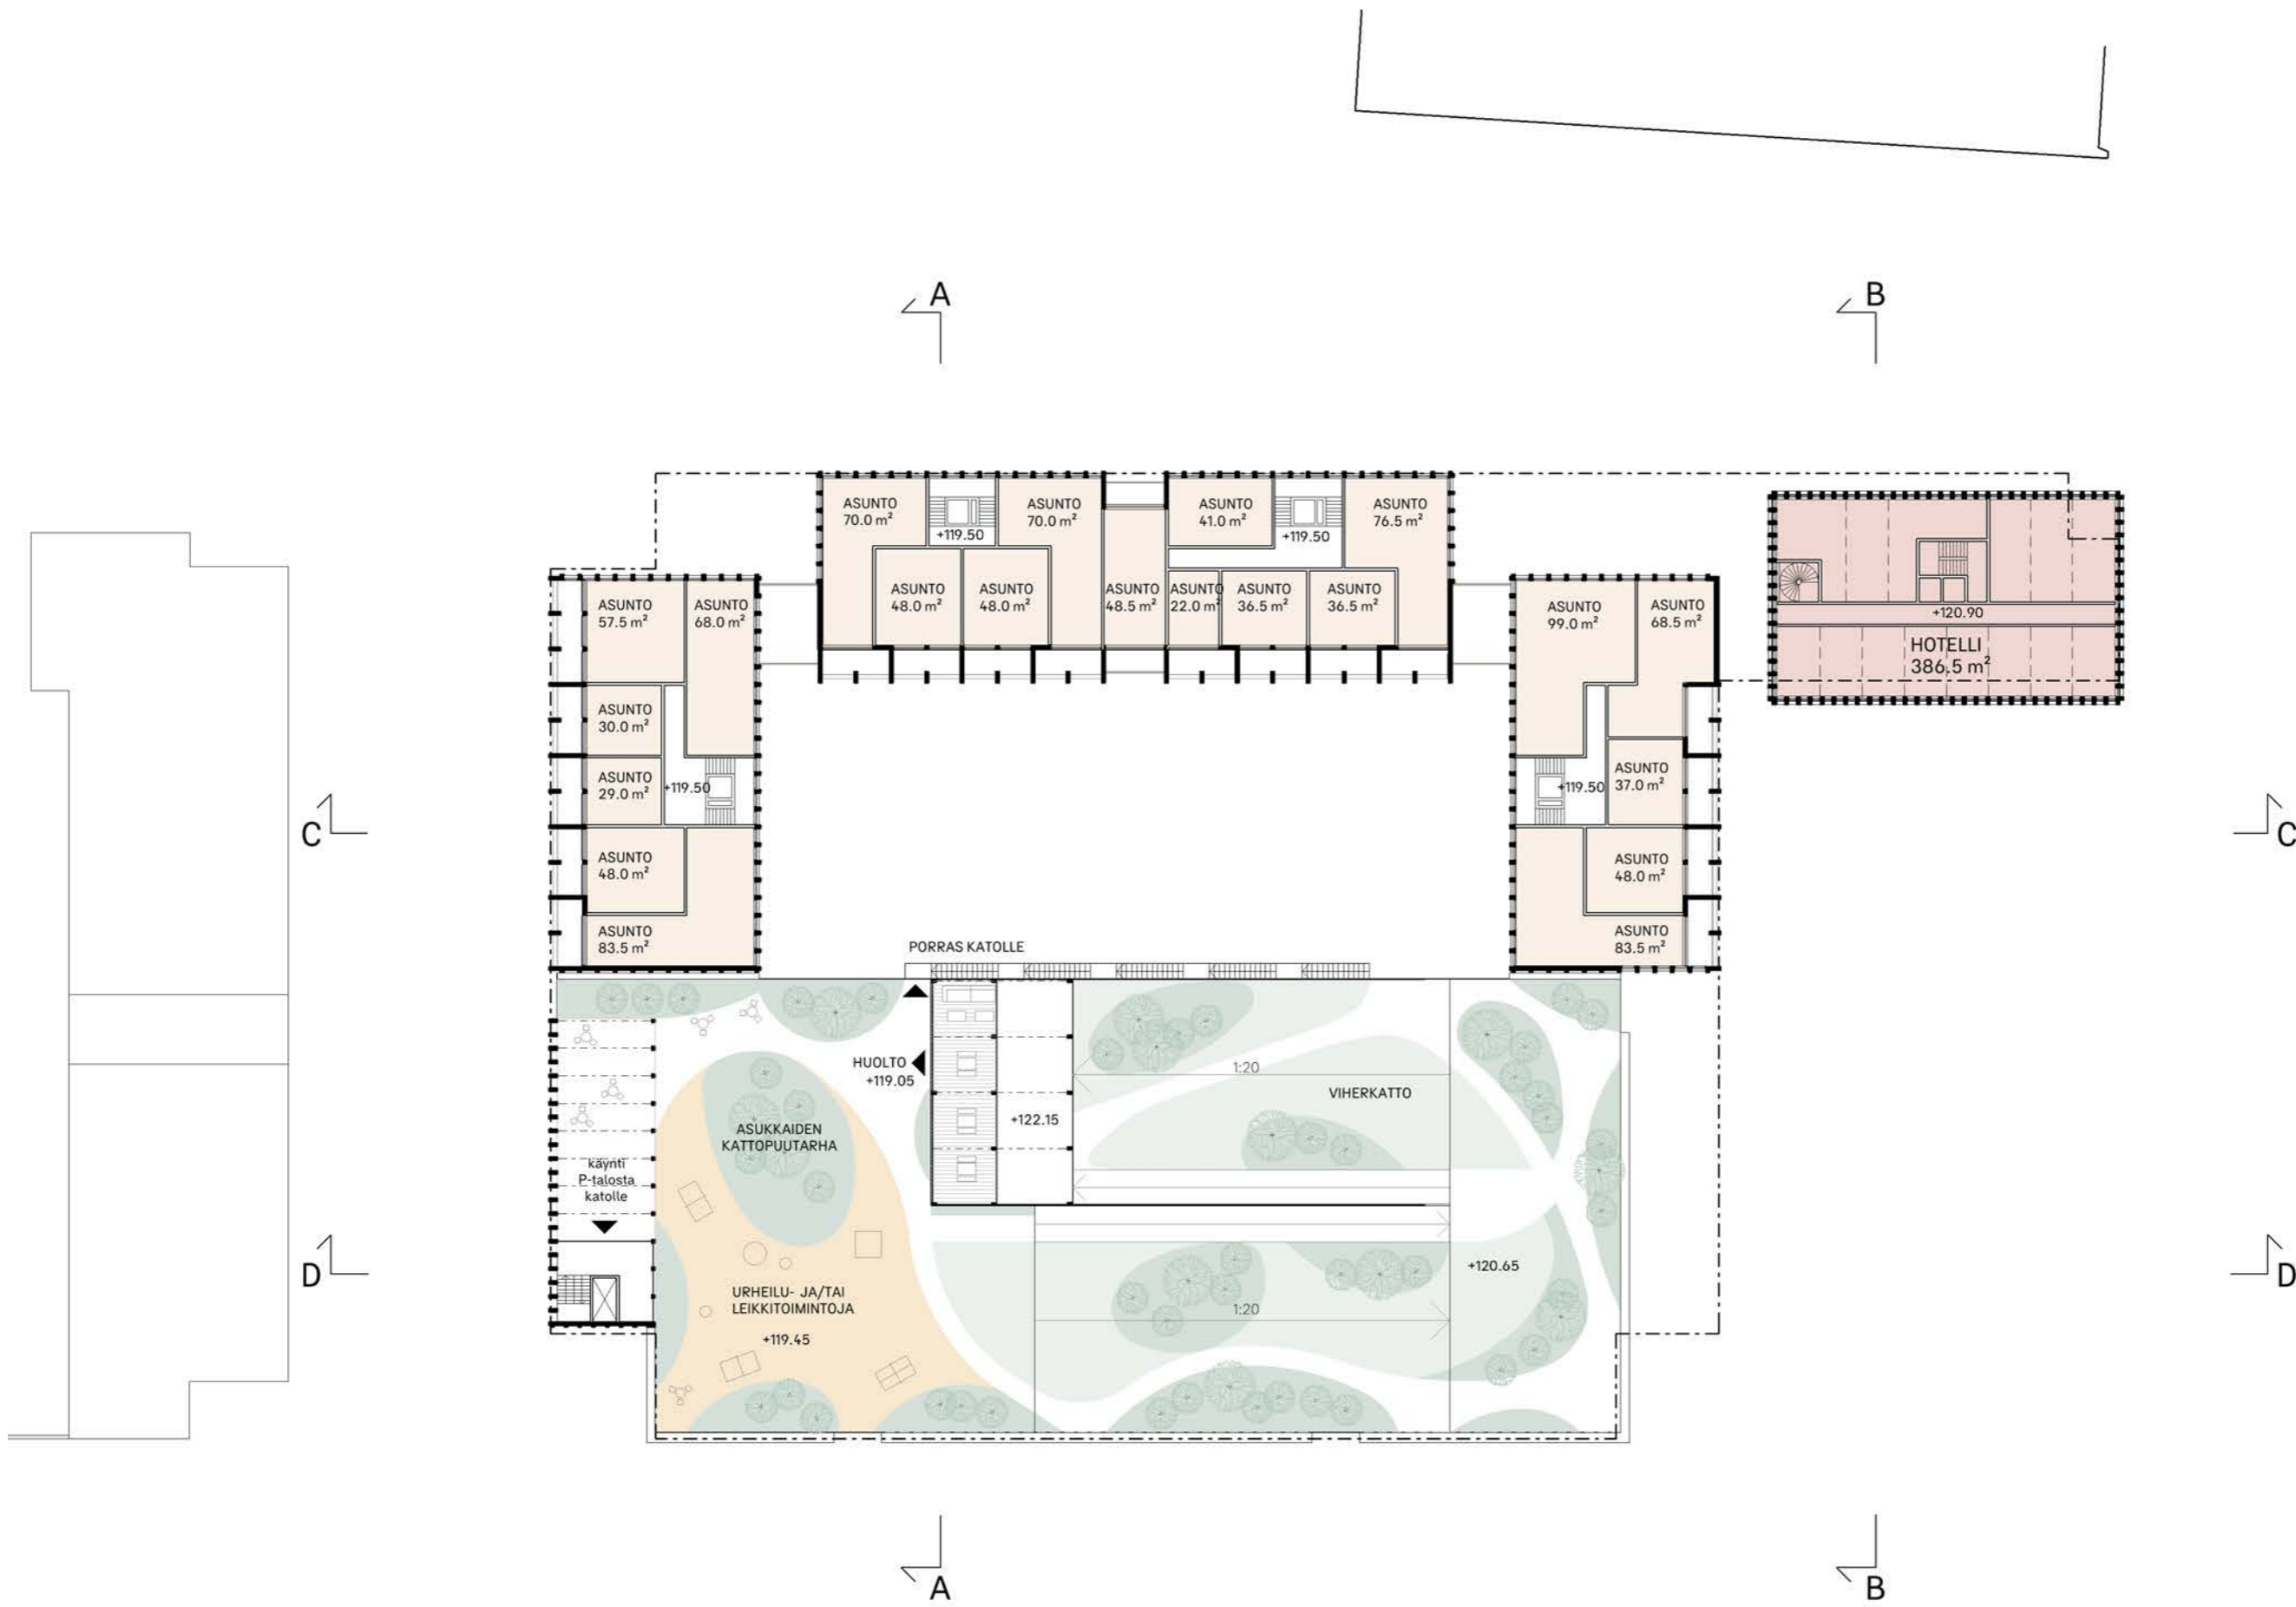 A
B
ASUNTO
70.0 m²
+119.50
ASUNTO
70.0 m²
ASUNTO
41.0 m²
+119.50
ASUNTO
76.5 m²
ASUNTO
48.0 m²
ASUNTO
48.0 m²
ASUNTO
48.5 m²
ASUNTO
22.0 m²
ASUNTO
36.5 m²
ASUNTO
36.5 m²
ASUNTO
57.5 m²
ASUNTO
68.0 m²
ASUNTO
30.0 m²
ASUNTO
29.0 m²
+119.50
ASUNTO
48.0 m²
ASUNTO
83.5 m²
ASUNTO
99.0 m²
ASUNTO
68.5 m²
+119.50
ASUNTO
37.0 m²
ASUNTO
48.0 m²
ASUNTO
83.5 m²
+120.90
HOTELLI
386.5 m²
C
C
PORRAS KATOLLE
HUOLTO
+119.05
1:20
VIHERKATTO
+122.15
ASUKKAIDEN
KATTOPUUTARHA
käynti
P-talosta
katolle
D
D
URHEILU- JA/TAI
LEIKKITOIMINTOJA
+119.45
+120.65
1:20
A
B